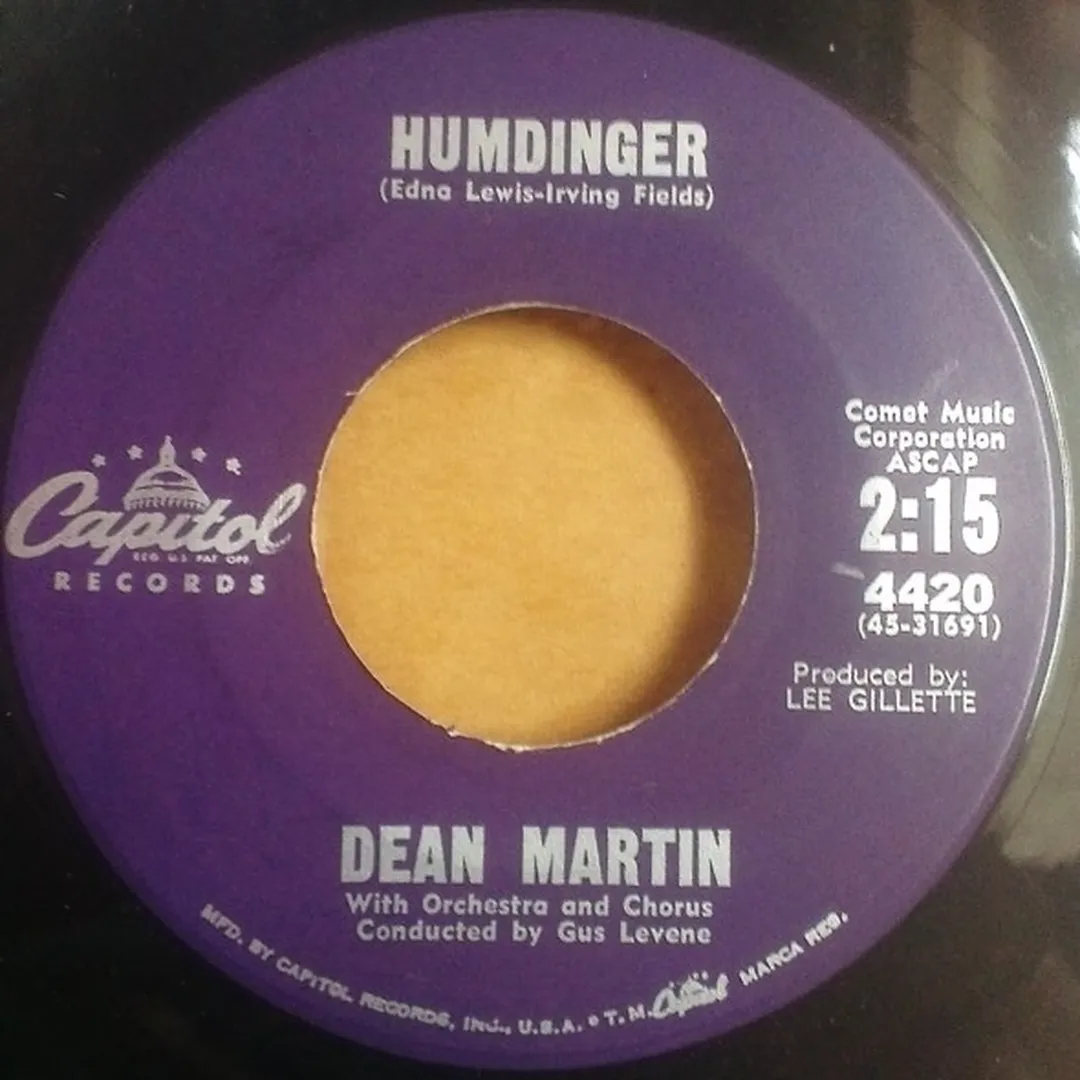 HUMDINGER
(Edna Lewis-Irving Fields)
Capitol
REG U.S PAT OFF.
RECORDS
Comet Music
Corporation
ASCAP
2:15
4420
(45-31691)
Produced by:
LEE GILLETTE
DEAN MARTIN
With Orchestra and Chorus
Conducted by Gus Levene
MFD. BY CAPITOL RECORDS, INC., U.S.A. • T. M. Capitol MARCA REG.